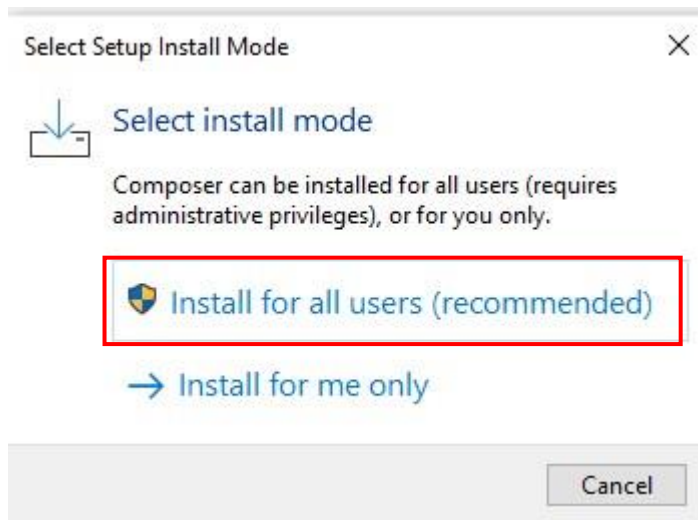 Select Setup Install Mode
Select install mode
Composer can be installed for all users (requires
administrative privileges), or for you only.
Install for all users (recommended)
Install for me only
Cancel